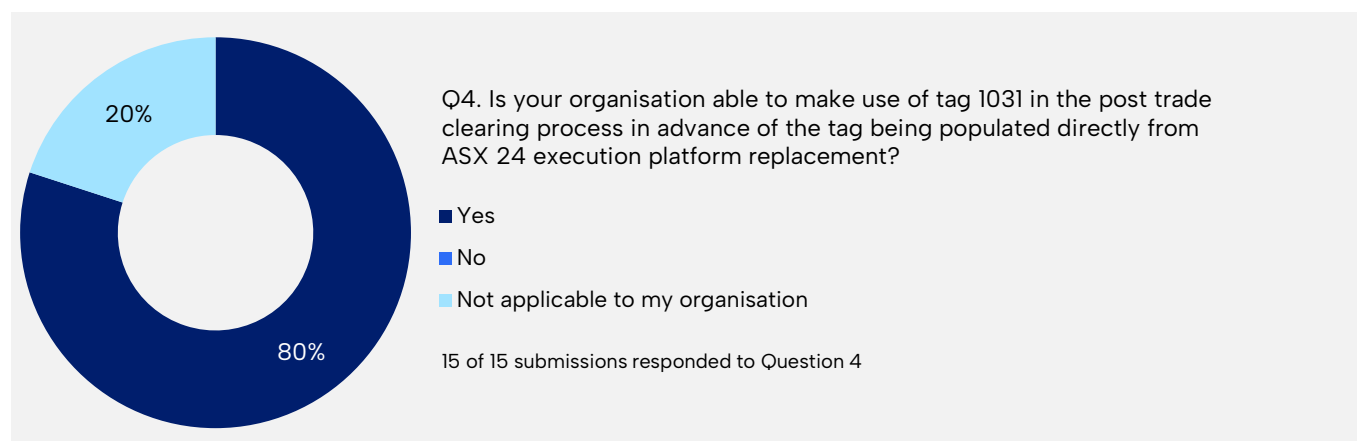 20%
80%
Q4. Is your organisation able to make use of tag 1031 in the post trade
clearing process in advance of the tag being populated directly from
ASX 24 execution platform replacement?
Yes
No
Not applicable to my organisation
15 of 15 submissions responded to Question 4